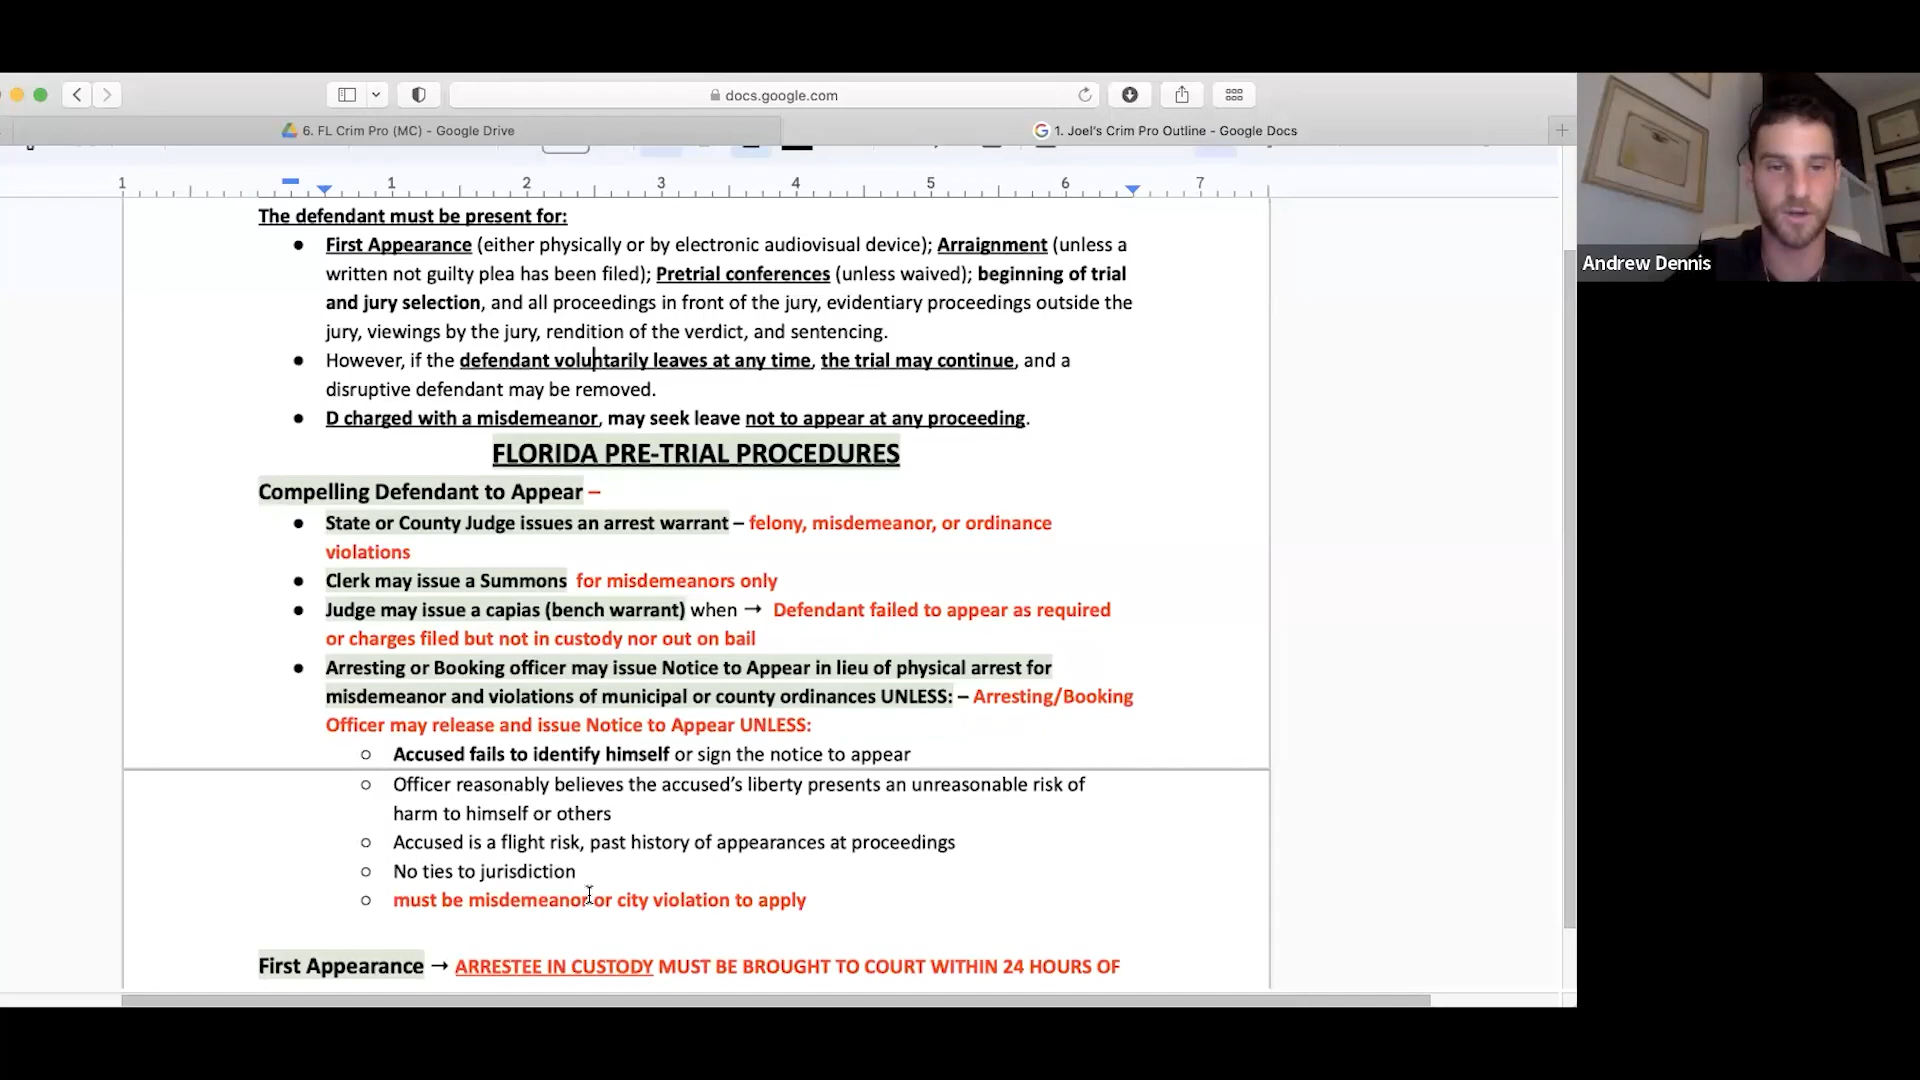 docs.google.com
6. FL Crim Pro (MC) - Google Drive
1. Joel's Crim Pro Outline - Google Docs
1 1 2 3 4 5 6 7
The defendant must be present for:
● First Appearance (either physically or by electronic audiovisual device); Arraignment (unless a
written not guilty plea has been filed); Pretrial conferences (unless waived); beginning of trial
and jury selection, and all proceedings in front of the jury, evidentiary proceedings outside the
jury, viewings by the jury, rendition of the verdict, and sentencing.
● However, if the defendant voluntarily leaves at any time, the trial may continue, and a
disruptive defendant may be removed.
● D charged with a misdemeanor, may seek leave not to appear at any proceeding.
FLORIDA PRE-TRIAL PROCEDURES
Compelling Defendant to Appear –
● State or County Judge issues an arrest warrant – felony, misdemeanor, or ordinance
violations
● Clerk may issue a Summons for misdemeanors only
● Judge may issue a capias (bench warrant) when → Defendant failed to appear as required
or charges filed but not in custody nor out on bail
● Arresting or Booking officer may issue Notice to Appear in lieu of physical arrest for
misdemeanor and violations of municipal or county ordinances UNLESS: – Arresting/Booking
Officer may release and issue Notice to Appear UNLESS:
○ Accused fails to identify himself or sign the notice to appear
○ Officer reasonably believes the accused’s liberty presents an unreasonable risk of
harm to himself or others
○ Accused is a flight risk, past history of appearances at proceedings
○ No ties to jurisdiction
○ must be misdemeanor or city violation to apply
First Appearance → ARRESTEE IN CUSTODY MUST BE BROUGHT TO COURT WITHIN 24 HOURS OF
Andrew Dennis